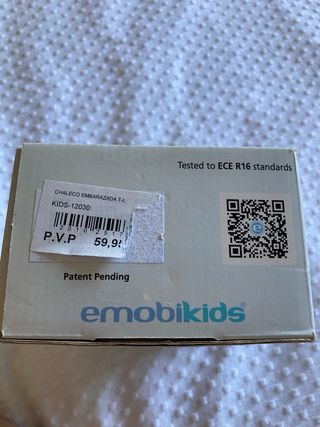 Tested to ECE R16 standards
CHALECO EMBARAZADA T-L
KIDS-12030
P.V.P 59,95
Patent Pending
emobikids®